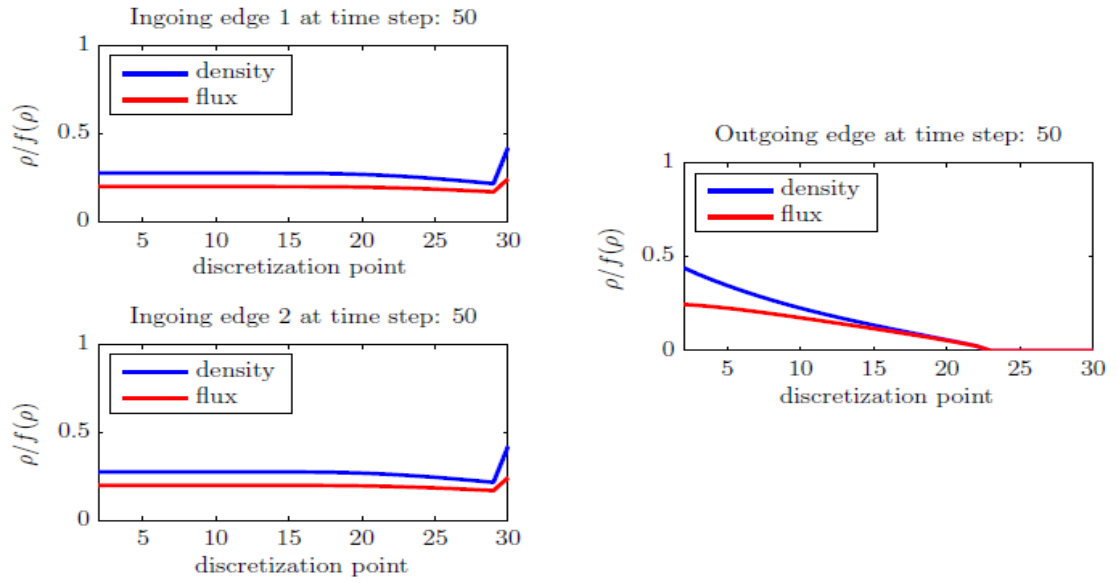 Ingoing edge 1 at time step: 50
1
0.5
0
ρ/f(ρ)
density
flux
5 10 15 20 25 30
discretization point
Ingoing edge 2 at time step: 50
1
0.5
0
ρ/f(ρ)
density
flux
5 10 15 20 25 30
discretization point
Outgoing edge at time step: 50
1
0.5
0
ρ/f(ρ)
density
flux
5 10 15 20 25 30
discretization point